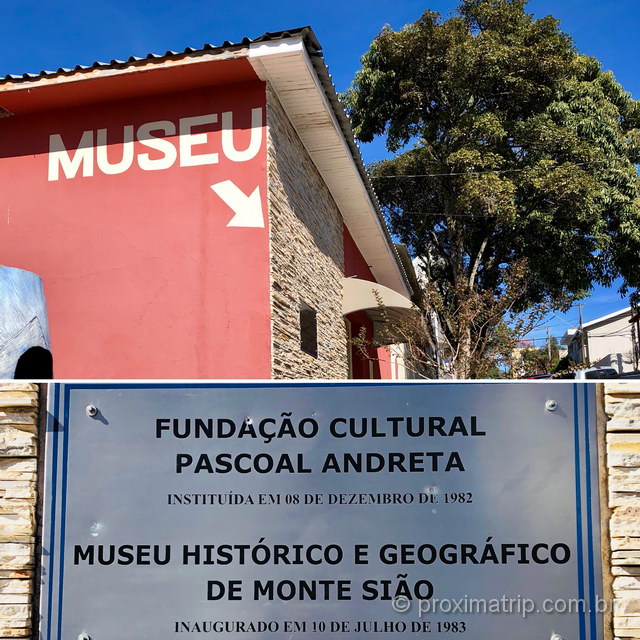 MUSEU
FUNDAÇÃO CULTURAL
PASCOAL ANDRETA
INSTITUÍDA EM 08 DE DEZEMBRO DE 1982
MUSEU HISTÓRICO E GEOGRÁFICO
DE MONTE SIÃO
© proximatrip.com.br
INAUGURADO EM 10 DE JULHO DE 1983